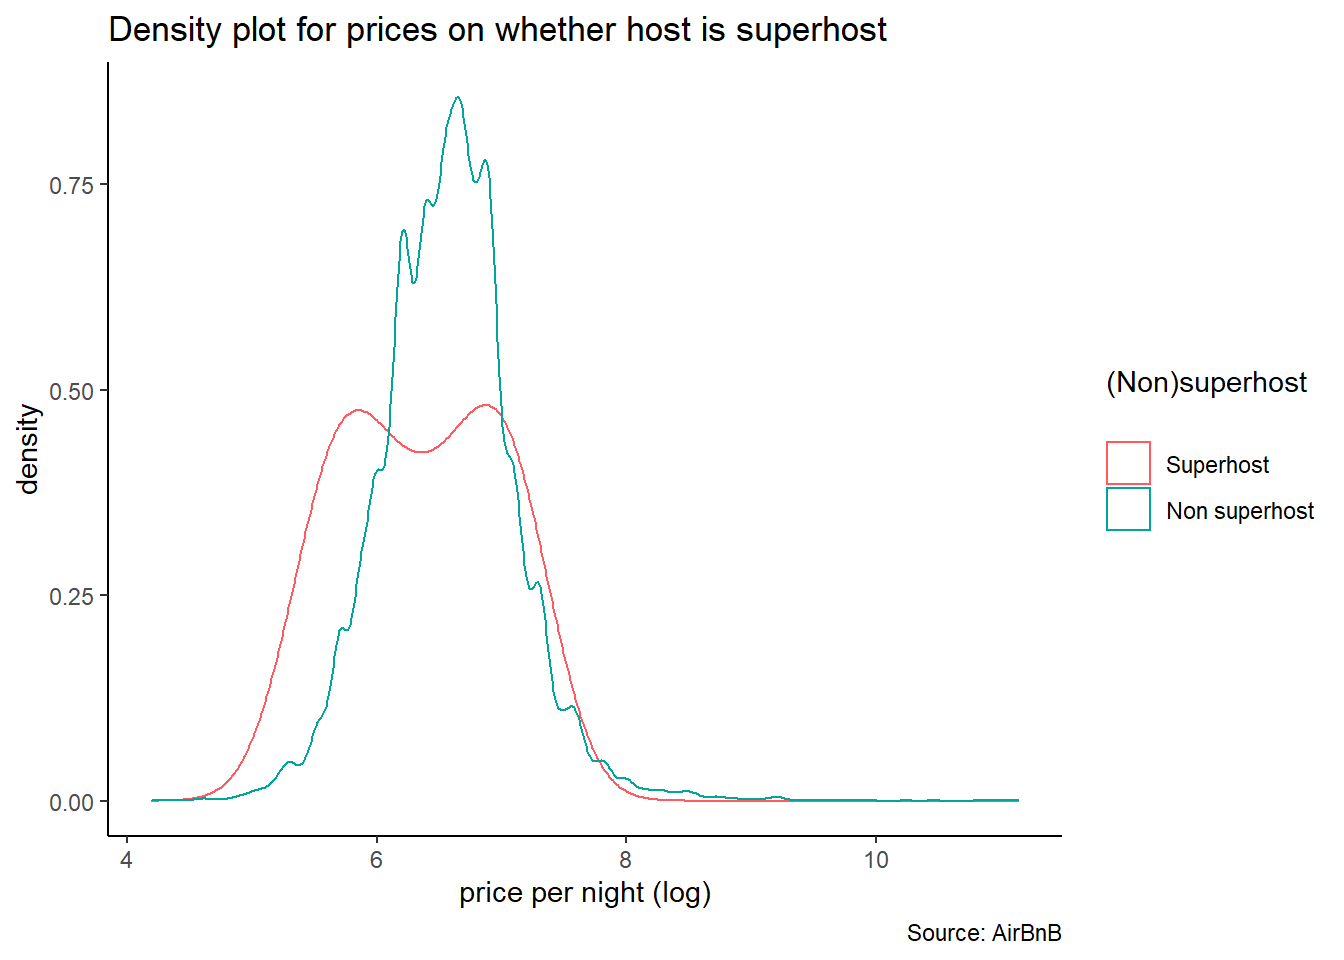 Density plot for prices on whether host is superhost
0.75
0.50
0.25
0.00
density
4 6 8 10
price per night (log)
(Non)superhost
Superhost
Non superhost
Source: AirBnB